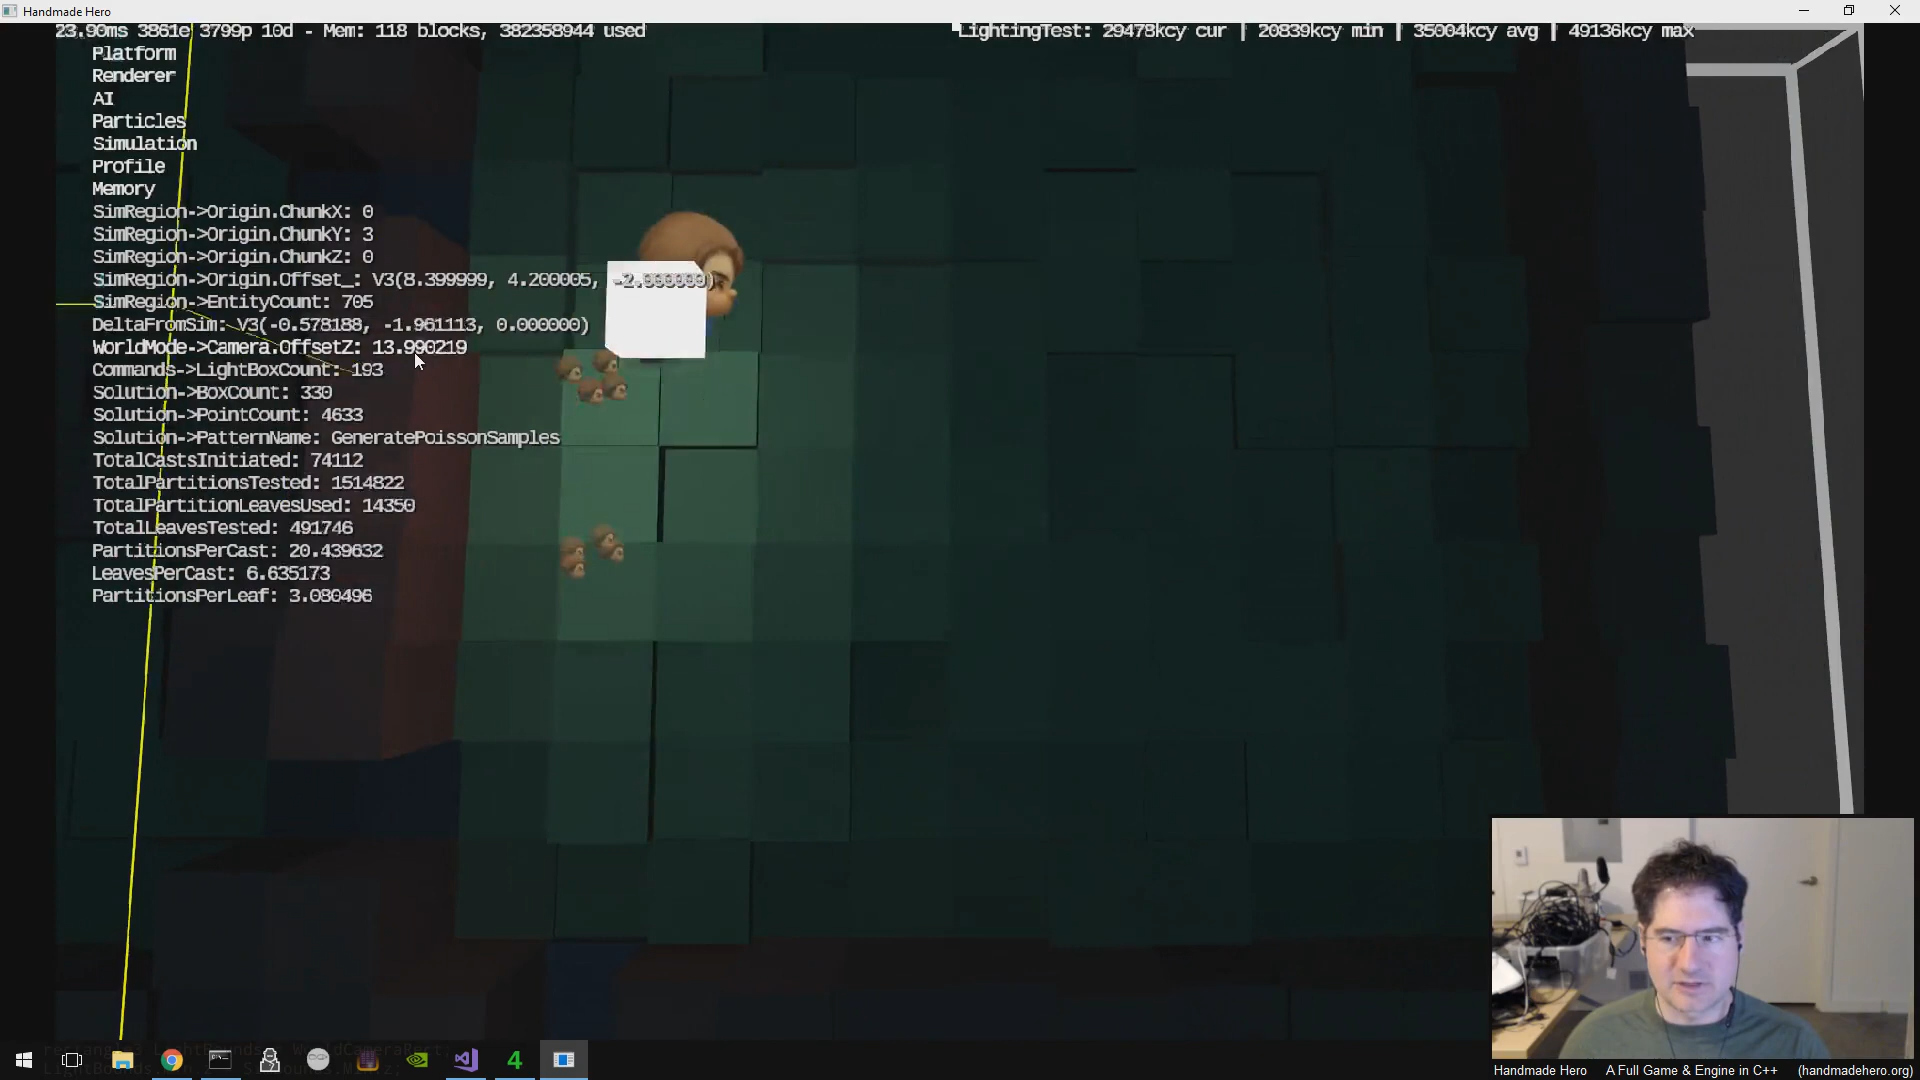 Handmade Hero
23.90ms 3861e 3799p 10d - Mem: 118 blocks, 382358944 used
LightingTest: 29478kcy cur | 20839kcy min | 35004kcy avg | 49136kcy max
Platform
Renderer
AI
Particles
Simulation
Profile
Memory
SimRegion->Origin.ChunkX: 0
SimRegion->Origin.ChunkY: 3
SimRegion->Origin.ChunkZ: 0
SimRegion->Origin.Offset_: V3(8.399999, 4.200005,
SimRegion->EntityCount: 705
DeltaFromSim: V3(-0.578188, -1.961113, 0.000000)
WorldMode->Camera.OffsetZ: 13.990219
Commands->LightBoxCount: 193
Solution->BoxCount: 330
Solution->PointCount: 4633
Solution->PatternName: GeneratePoissonSamples
TotalCastsInitiated: 74112
TotalPartitionsTested: 1514822
TotalPartitionLeavesUsed: 14350
TotalLeavesTested: 491746
PartitionsPerCast: 20.439632
LeavesPerCast: 6.635173
PartitionsPerLeaf: 3.080496
4
Handmade Hero A Full Game & Engine in C++ (handmadehero.org)